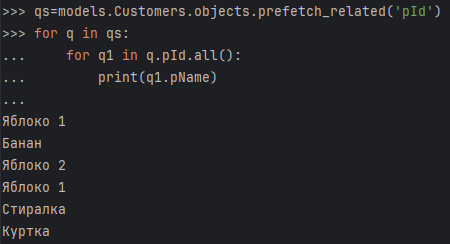 >>> qs=models.Customers.objects.prefetch_related('pId')
>>> for q in qs:
...     for q1 in q.pId.all():
...         print(q1.pName)
...
Яблоко 1
Банан
Яблоко 2
Яблоко 1
Стиралка
Куртка